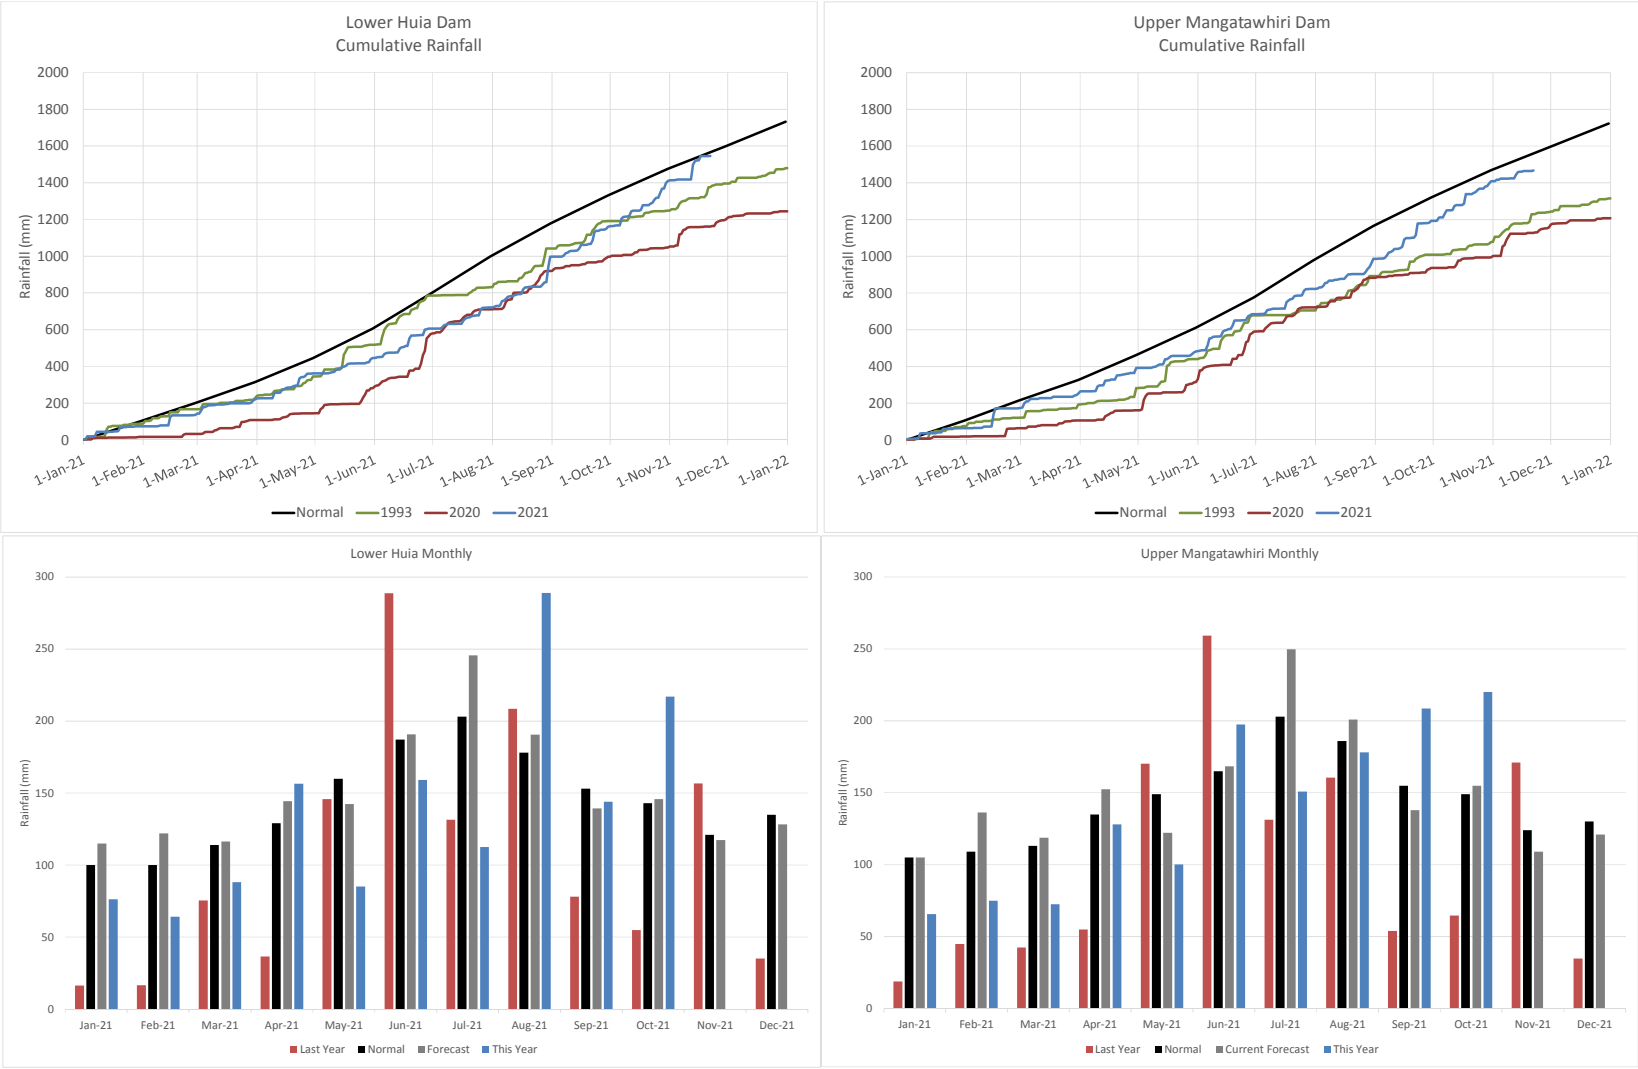 Lower Huia Dam
Cumulative Rainfall
2000
1800
1600
1400
1200
1000
800
600
400
200
0
Rainfall (mm)
1-Jan-21 1-Feb-21 1-Mar-21 1-Apr-21 1-May-21 1-Jun-21 1-Jul-21 1-Aug-21 1-Sep-21 1-Oct-21 1-Nov-21 1-Dec-21 1-Jan-22
Normal 1993 2020 2021
Upper Mangatawhiri Dam
Cumulative Rainfall
2000
1800
1600
1400
1200
1000
800
600
400
200
0
Rainfall (mm)
1-Jan-21 1-Feb-21 1-Mar-21 1-Apr-21 1-May-21 1-Jun-21 1-Jul-21 1-Aug-21 1-Sep-21 1-Oct-21 1-Nov-21 1-Dec-21 1-Jan-22
Normal 1993 2020 2021
Lower Huia Monthly
300
250
200
150
100
50
0
Rainfall (mm)
Jan-21 Feb-21 Mar-21 Apr-21 May-21 Jun-21 Jul-21 Aug-21 Sep-21 Oct-21 Nov-21 Dec-21
Last Year Normal Forecast This Year
Upper Mangatawhiri Monthly
300
250
200
150
100
50
0
Rainfall (mm)
Jan-21 Feb-21 Mar-21 Apr-21 May-21 Jun-21 Jul-21 Aug-21 Sep-21 Oct-21 Nov-21 Dec-21
Last Year Normal Current Forecast This Year